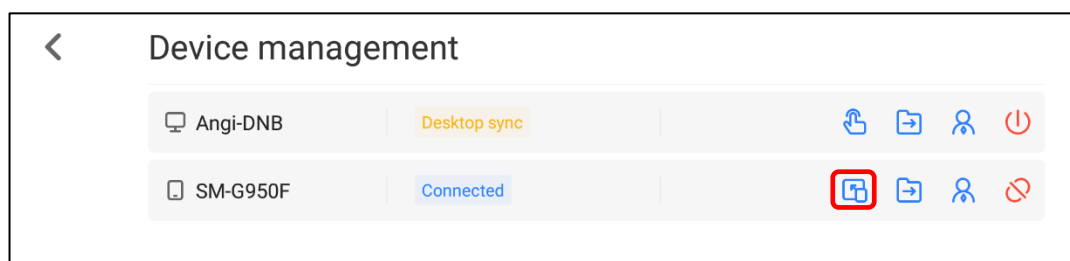 Device management
Angi-DNB Desktop sync
SM-G950F Connected